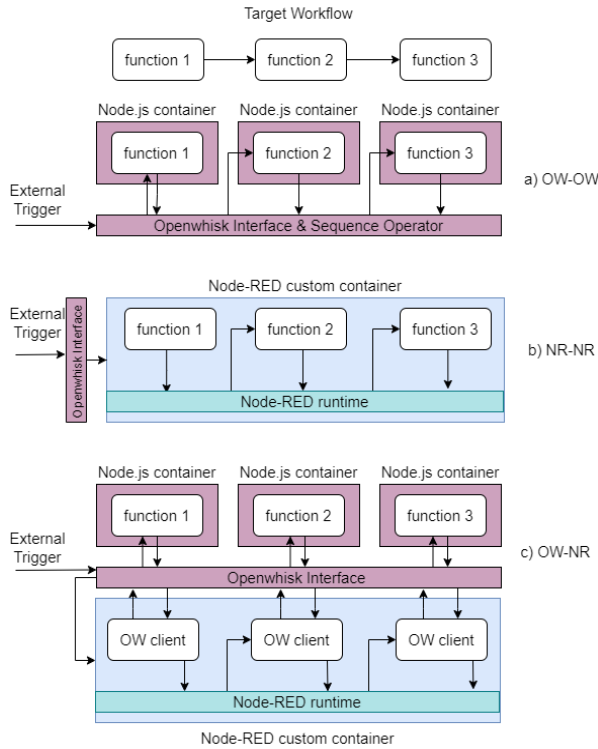 Target Workflow
function 1
function 2
function 3
Node.js container
Node.js container
Node.js container
function 1
function 2
function 3
a) OW-OW
External
Trigger
Openwhisk Interface & Sequence Operator
Node-RED custom container
External
Trigger
Openwhisk Interface
function 1
function 2
function 3
b) NR-NR
Node-RED runtime
Node.js container
Node.js container
Node.js container
function 1
function 2
function 3
External
Trigger
c) OW-NR
Openwhisk Interface
OW client
OW client
OW client
Node-RED runtime
Node-RED custom container